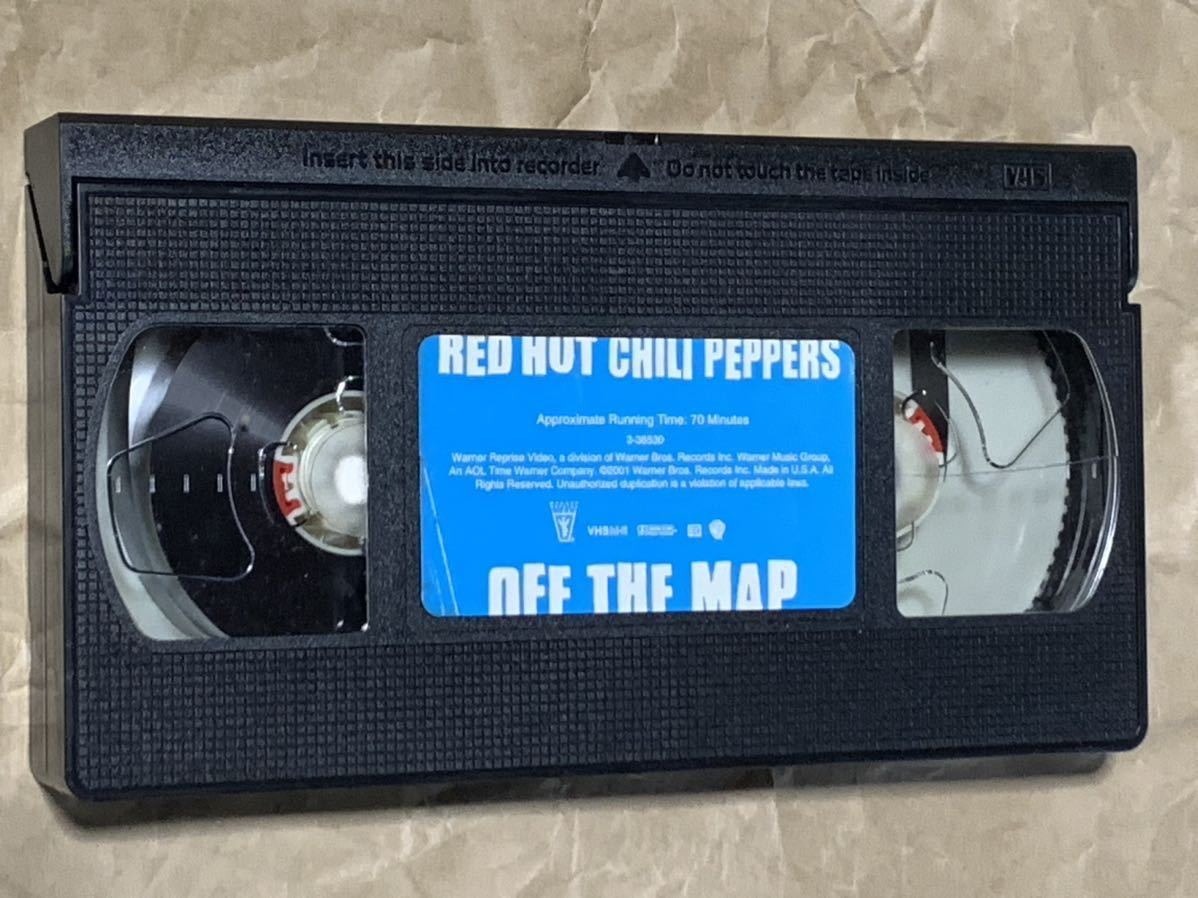 Insert this side into recorder Do not touch the tape inside VHS
RED HOT CHILI PEPPERS
Approximate Running Time: 70 Minutes
3-38530
Warner Reprise Video, a division of Warner Bros. Records Inc. Warner Music Group,
An AOL Time Warner Company. ©2001 Warner Bros. Records Inc. Made in U.S.A. All
Rights Reserved. Unauthorized duplication is a violation of applicable laws.
VHS hi-fi
OFF THE MAP